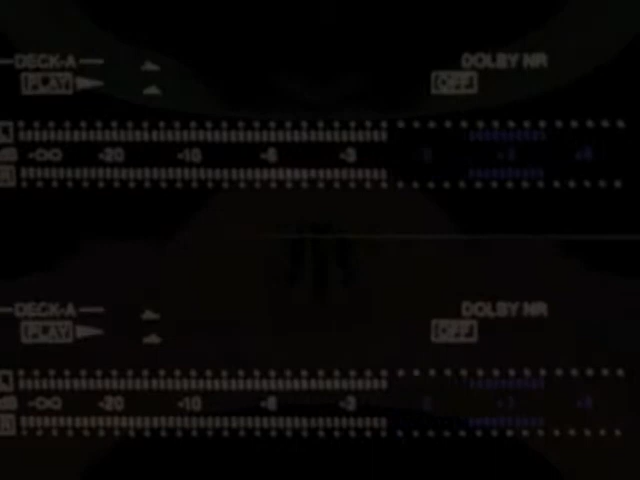 DECK-A DOLBY NR
PLAY OFF
L
dB -∞ -20 -10 -6 -3
R
DECK-A DOLBY NR
PLAY OFF
L
dB -∞ -20 -10 -6 -3
R